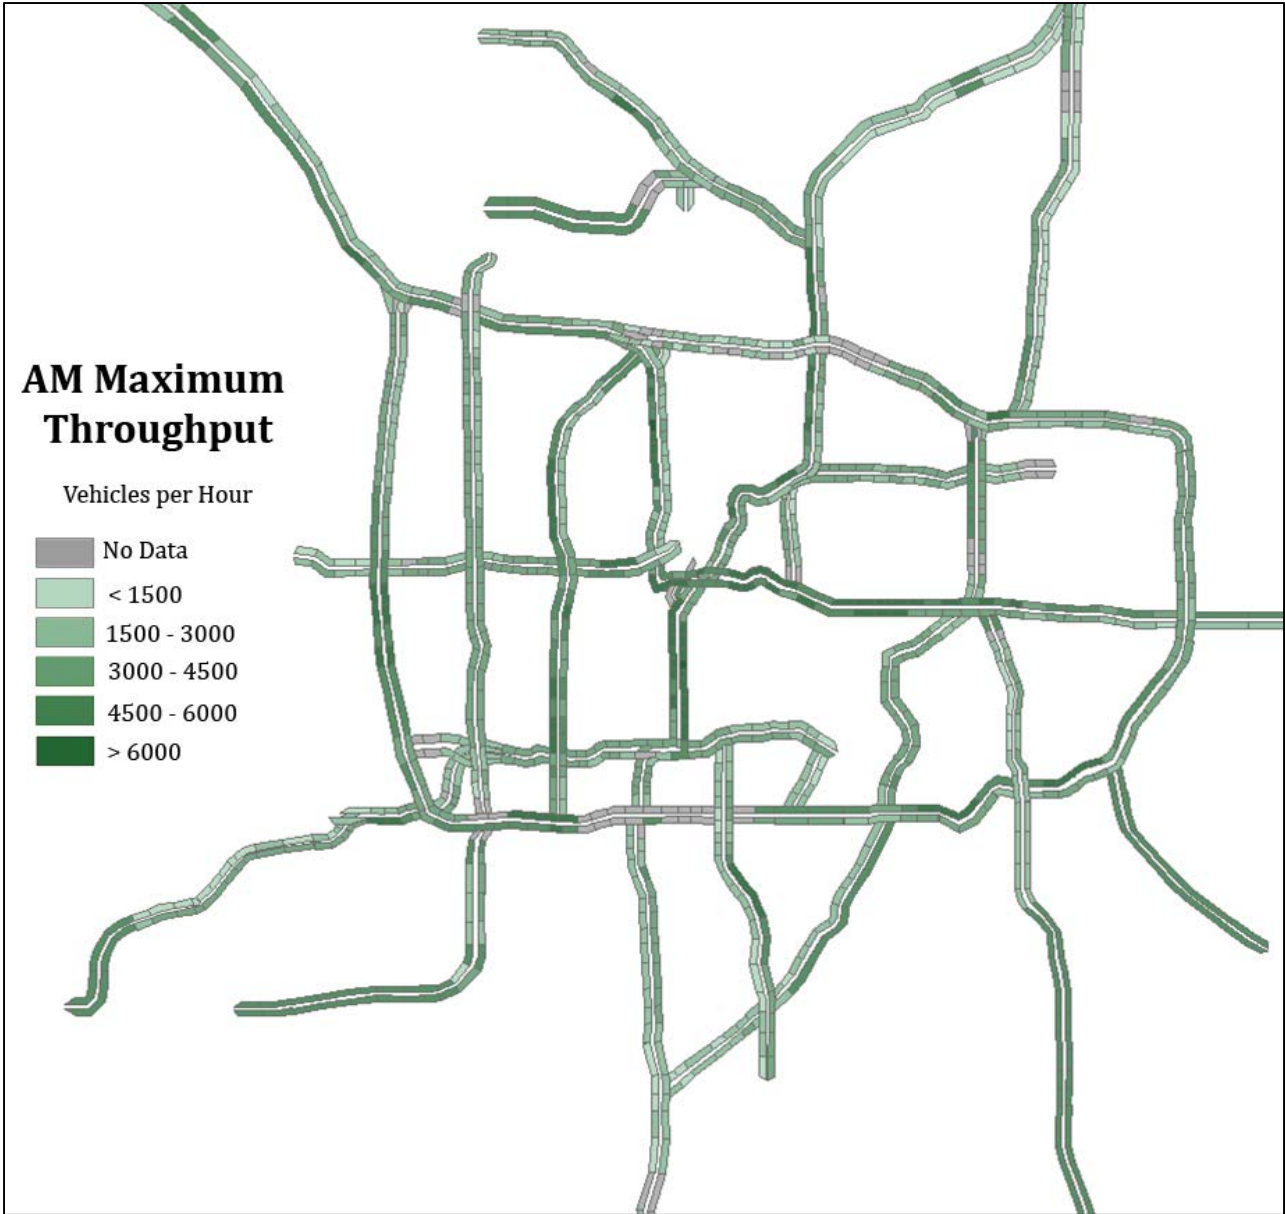 AM Maximum
Throughput
Vehicles per Hour
No Data
< 1500
1500 - 3000
3000 - 4500
4500 - 6000
> 6000